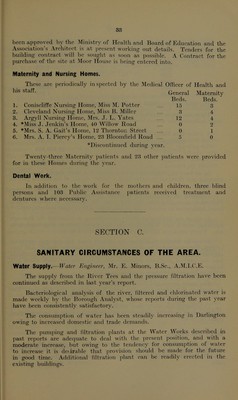 33
been approved by the Ministry of Health and Board of Education and the
Association's Architect is at present working out details. Tenders for the
building contract will be sought as soon as possible. A Contract for the
purchase of the site at Moor House is being entered into.
Maternity and Nursing Homes.
These are periodically inspected by the Medical Officer of Health and
his staff.
General Maternity
Beds. Beds.
1. Coniscliffe Nursing Home, Miss M. Potter 15 3
2. Cleveland Nursing Home, Miss R. Miller 3 4
3. Argyll Nursing Home, Mrs. J. L. Yates 12 4
4. *Miss J. Jenkin's Home, 40 Willow Road 0 2
5. *Mrs. S. A. Gait's Home, 12 Thornbury Street 0 1
6. Mrs. A. I. Piercy's Home, 23 Bloomfield Road 5 0
*Discontinued during year.
Twenty-three Maternity patients and 23 other patients were provided
for in these Homes during the year.
Dental Work.
In addition to the work for the mothers and children, three blind
persons and 160 Public Assistance patients received treatment and
dentures where necessary.
SECTION C.
SANITARY CIRCUMSTANCES OF THE AREA.
Water Supply.—Water Engineer, Mr. E. Minors, B.Sc., A.M.I.C.E.
The supply from the River Tees and the pressure filtration have been
continued as described in last year's report.
Bacteriological analysis of the river, filtered and chlorinated water is
made weekly by the Borough Analyst, whose reports during the past year
have been consistently satisfactory.
The consumption of water has been steadily increasing in Darlington
owing to increased domestic and trade demands.
The pumping and filtration plants at the Water Works described in
past reports are adequate to deal with the present position, and with a
moderate increase, but owing to the tendency for consumption of water
to increase it is desirable that provision should be made for the future
in good time. Additional filtration plant can be readily erected in the
existing buildings.